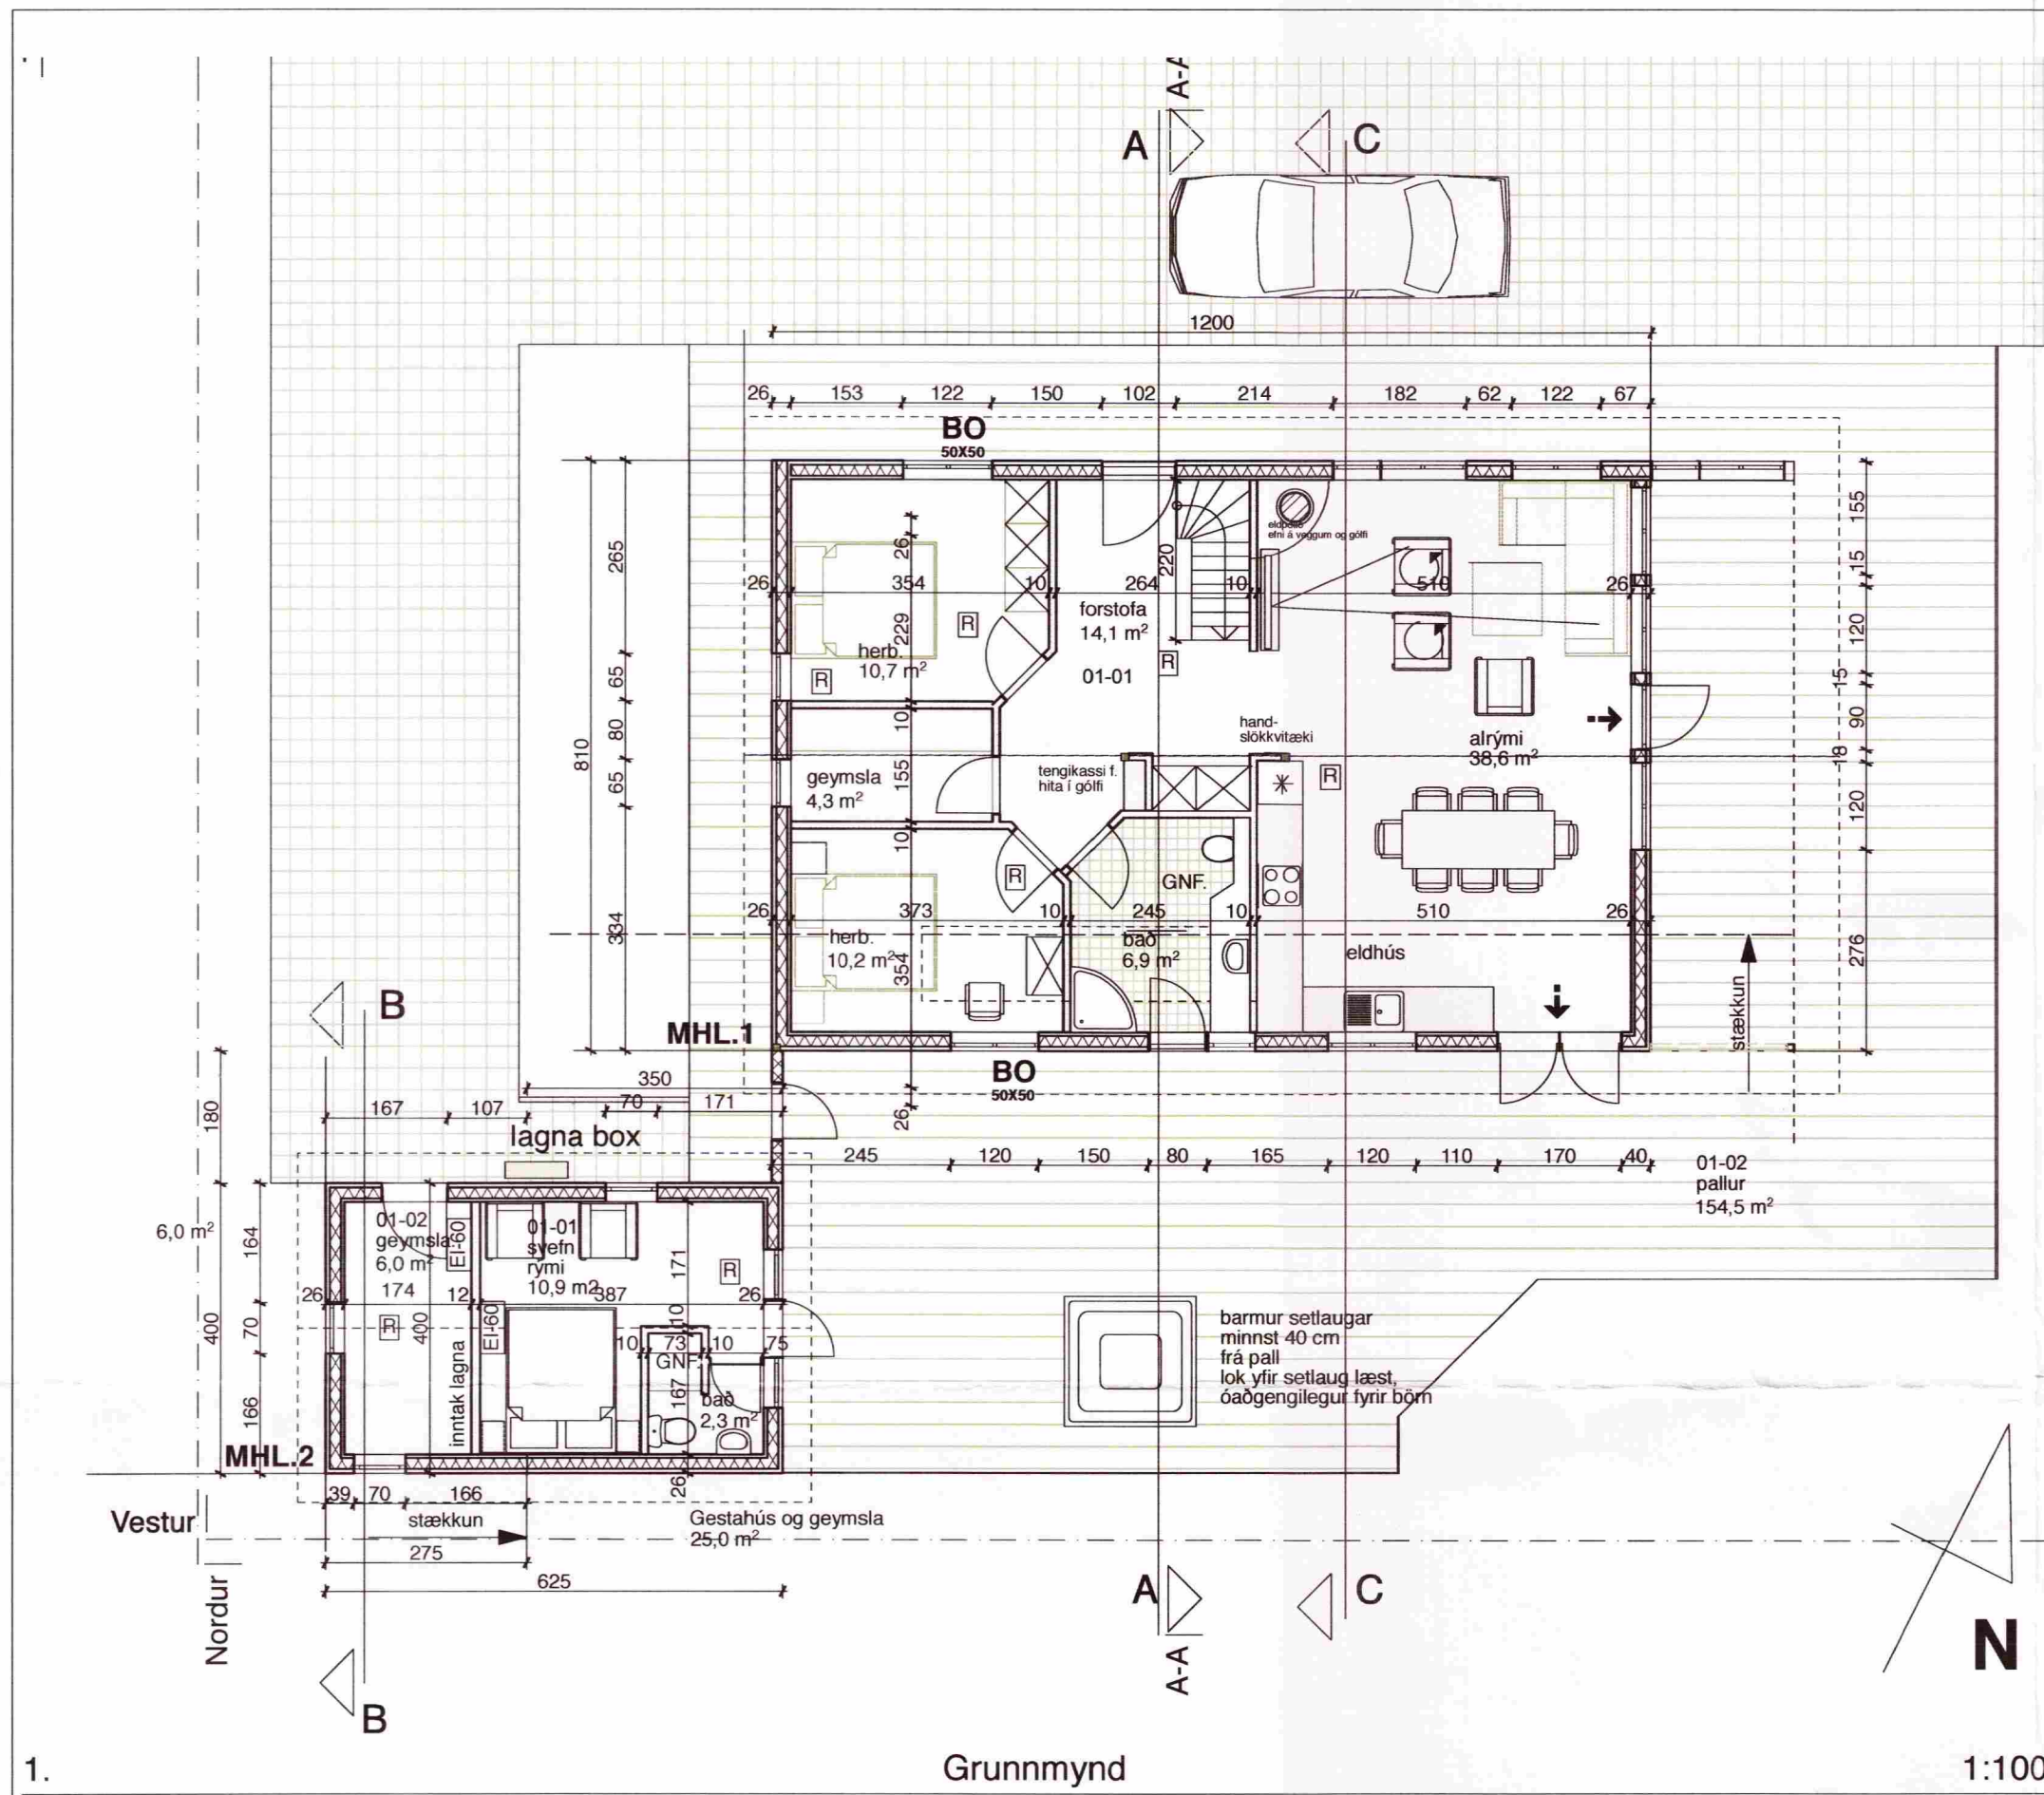 A-A
A
C
1200
26 153 122 150 102 214 182 62 122 67
BO
50X50
810
265
65
80
65
334
26 354 10 264 10 510 26
26
229
220
herb.
10,7 m²
R
R
forstofa
14,1 m²
01-01
R
efni á veggum og gólfi
155
15
120
15
90
18
120
276
10
155
10
geymsla
4,3 m²
tengikassi f.
hita í gólfi
hand-
slökkvitæki
R
alrými
38,6 m²
R
GNF.
26 373 10 245 10 510 26
herb.
10,2 m²
354
bað
6,9 m²
eldhús
stækkun
B
MHL.1
BO
50X50
26
350
167 107 70 171
180
lagna box
245 120 150 80 165 120 110 170 40
01-02
pallur
154,5 m²
6,0 m²
400
164
70
166
01-02
geymsla
6,0 m²
174
EI-60
01-01
svefn
rými
10,9 m²
171
R
26 12 387 26
R
400
inntak lagna
EI-60
10
10 73 10 75
GNF.
167
bað
2,3 m²
26
barmur setlaugar
minnst 40 cm
frá pall
lok yfir setlaug læst,
óaðgengilegur fyrir börn
MHL.2
39 70 166
Vestur
stækkun
Gestahús og geymsla
25,0 m²
275
625
Nordur
A
C
A-A
B
N
1.
Grunnmynd
1:100